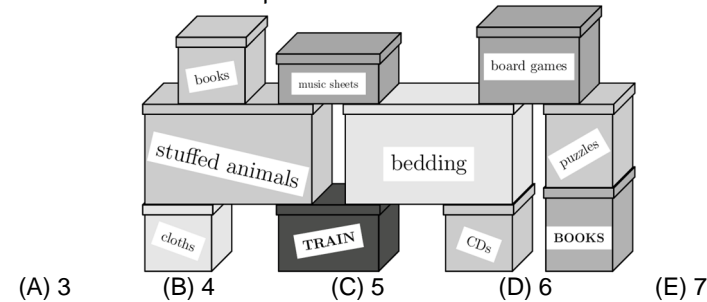 books
music sheets
board games
stuffed animals
bedding
puzzles
cloths
TRAIN
CDs
BOOKS
(A) 3 (B) 4 (C) 5 (D) 6 (E) 7